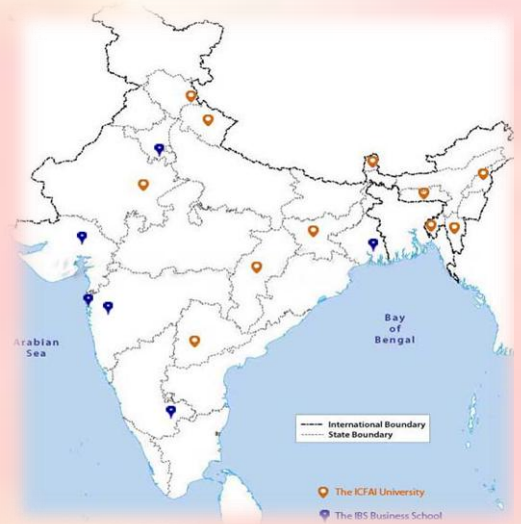 Arabian
Sea
Bay
of
Bengal
International Boundary
State Boundary
The ICFAI University
The IBS Business School